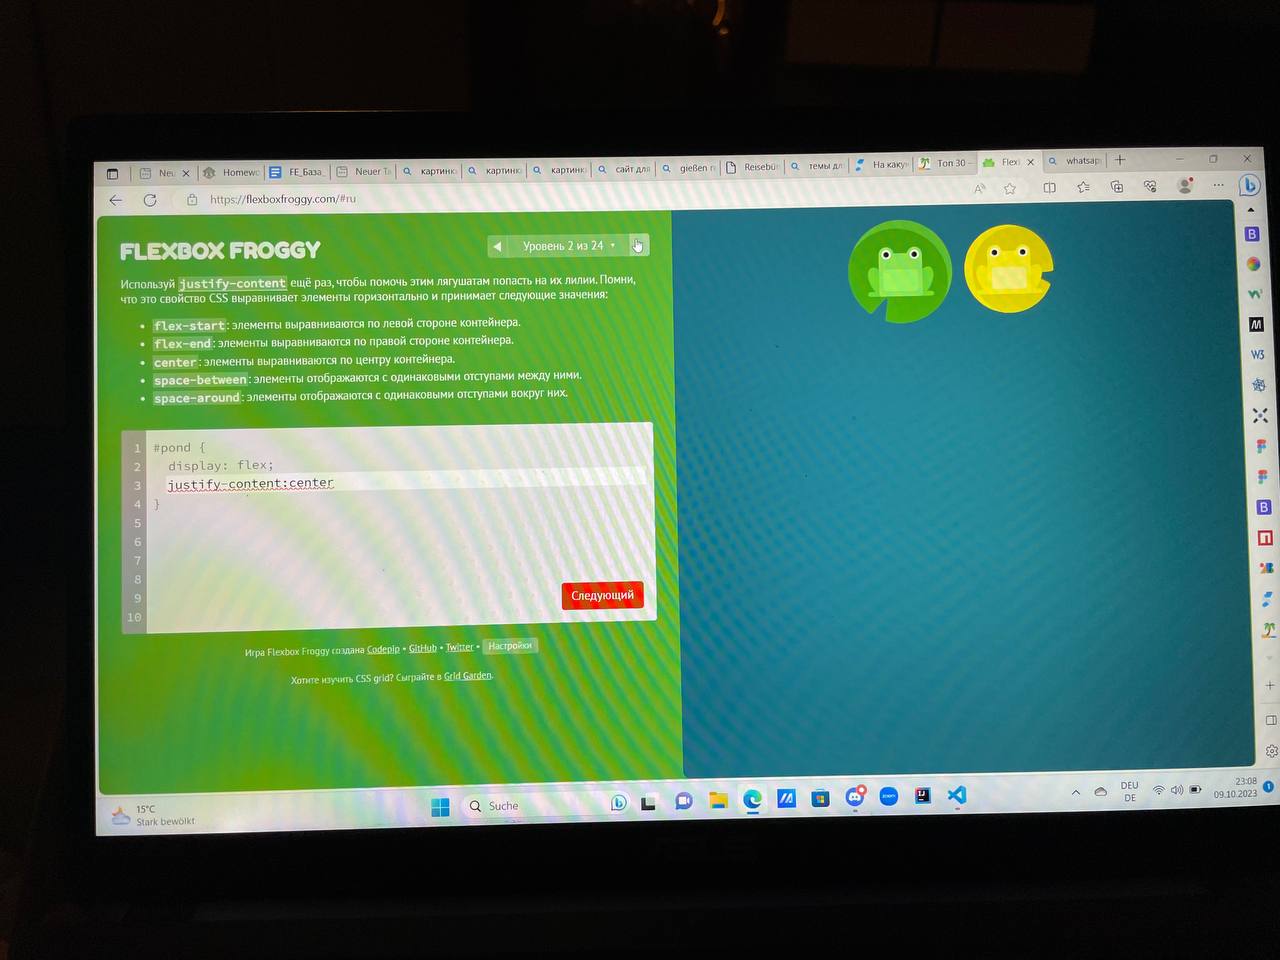 Neu
Homewo
FE_База_
Neuer Ta
картинк
картинк
картинк
сайт для
gießen r
Reisebür
темы дл
На каку
Топ 30 –
Flexl
whatsap
https://flexboxfroggy.com/#ru
FLEXBOX FROGGY
Уровень 2 из 24
Используй justify-content ещё раз, чтобы помочь этим лягушатам попасть на их лилии. Помни,
что это свойство CSS выравнивает элементы горизонтально и принимает следующие значения:
flex-start: элементы выравниваются по левой стороне контейнера.
flex-end: элементы выравниваются по правой стороне контейнера.
center: элементы выравниваются по центру контейнера.
space-between: элементы отображаются с одинаковыми отступами между ними.
space-around: элементы отображаются с одинаковыми отступами вокруг них.
1 #pond {
2 display: flex;
3 justify-content:center
4 }
5
6
7
8
9
10
Следующий
Игра Flexbox Froggy создана Codepip • GitHub • Twitter • Настройки
Хотите изучить CSS grid? Сыграйте в Grid Garden.
W3
15°C
Stark bewölkt
Suche
zoom
DEU
DE
23:08
09.10.2023
1